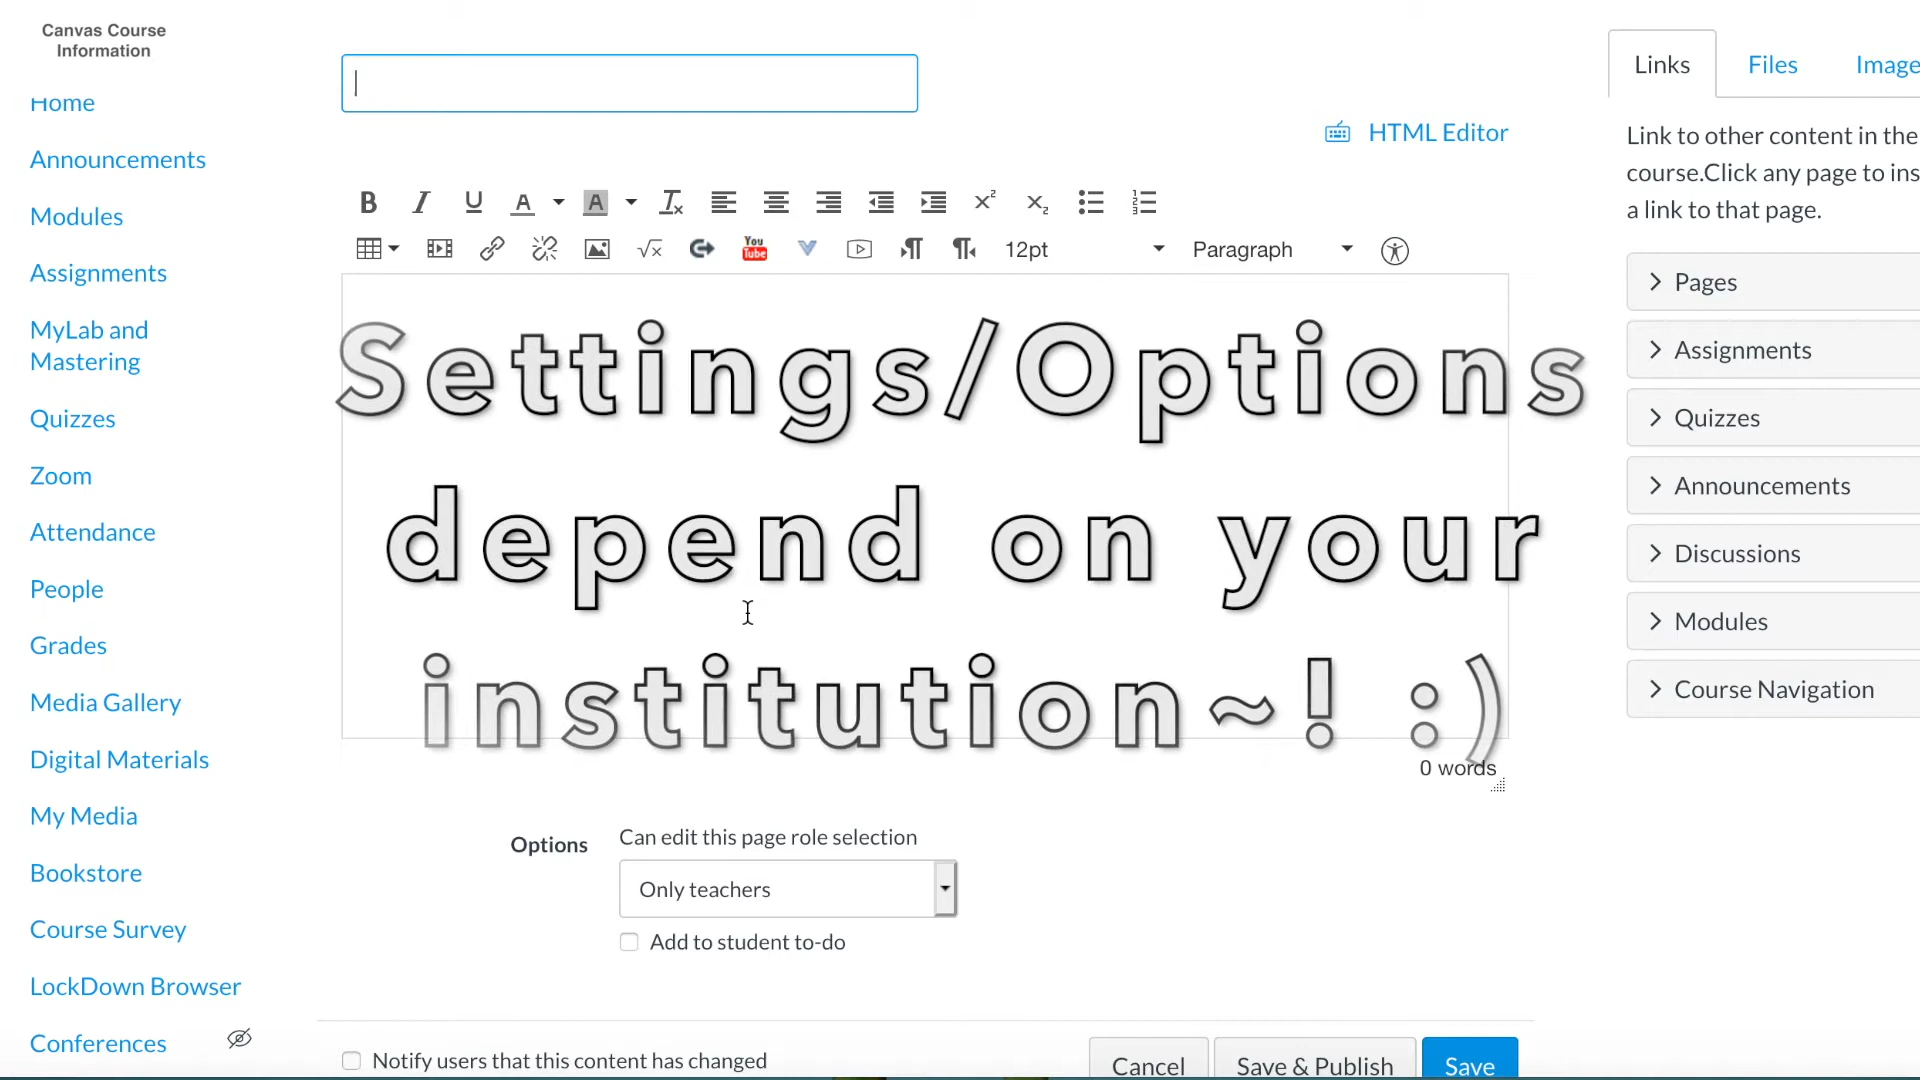 Canvas Course
Information
Home
Announcements
Modules
Assignments
MyLab and
Mastering
Quizzes
Zoom
Attendance
People
Grades
Media Gallery
Digital Materials
My Media
Bookstore
Course Survey
LockDown Browser
Conferences
HTML Editor
B I U A A
12pt Paragraph
Settings/Options
depend on your
institution~! :)
0 words
Options
Can edit this page role selection
Only teachers
Add to student to-do
Notify users that this content has changed
Cancel Save & Publish Save
Links Files Image
Link to other content in the
course.Click any page to ins
a link to that page.
Pages
Assignments
Quizzes
Announcements
Discussions
Modules
Course Navigation